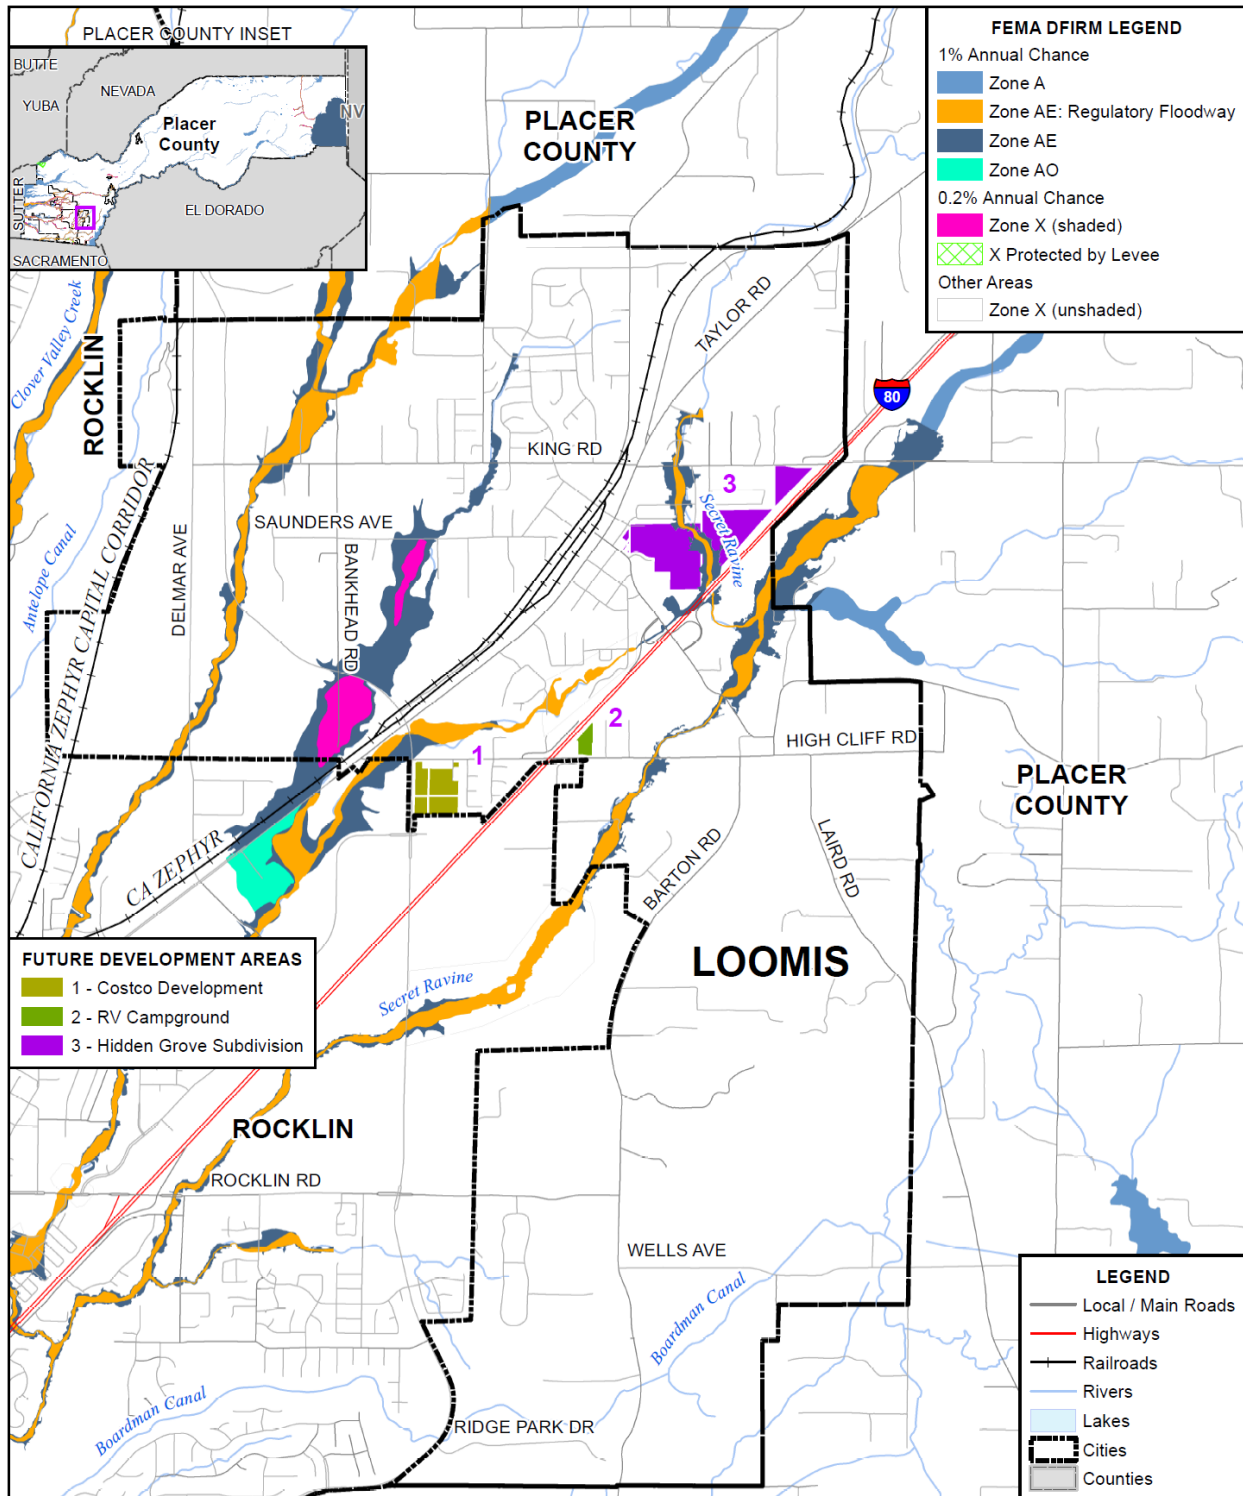 PLACER COUNTY INSET
BUTTE
YUBA
NEVADA
NV
Placer
County
SUTTER
EL DORADO
SACRAMENTO
FEMA DFIRM LEGEND
1% Annual Chance
Zone A
Zone AE: Regulatory Floodway
Zone AE
Zone AO
0.2% Annual Chance
Zone X (shaded)
X Protected by Levee
Other Areas
Zone X (unshaded)
PLACER
COUNTY
TAYLOR RD
80
Clover Valley Creek
ROCKLIN
KING RD
3
Secret Ravine
SAUNDERS AVE
BANKHEAD RD
DELMAR AVE
Antelope Canal
CALIFORNIA ZEPHYR CAPITAL CORRIDOR
2
1
HIGH CLIFF RD
PLACER
COUNTY
CA ZEPHYR
BARTON RD
LAIRD RD
LOOMIS
FUTURE DEVELOPMENT AREAS
1 - Costco Development
2 - RV Campground
3 - Hidden Grove Subdivision
Secret Ravine
ROCKLIN
ROCKLIN RD
WELLS AVE
Boardman Canal
Boardman Canal
RIDGE PARK DR
LEGEND
Local / Main Roads
Highways
Railroads
Rivers
Lakes
Cities
Counties